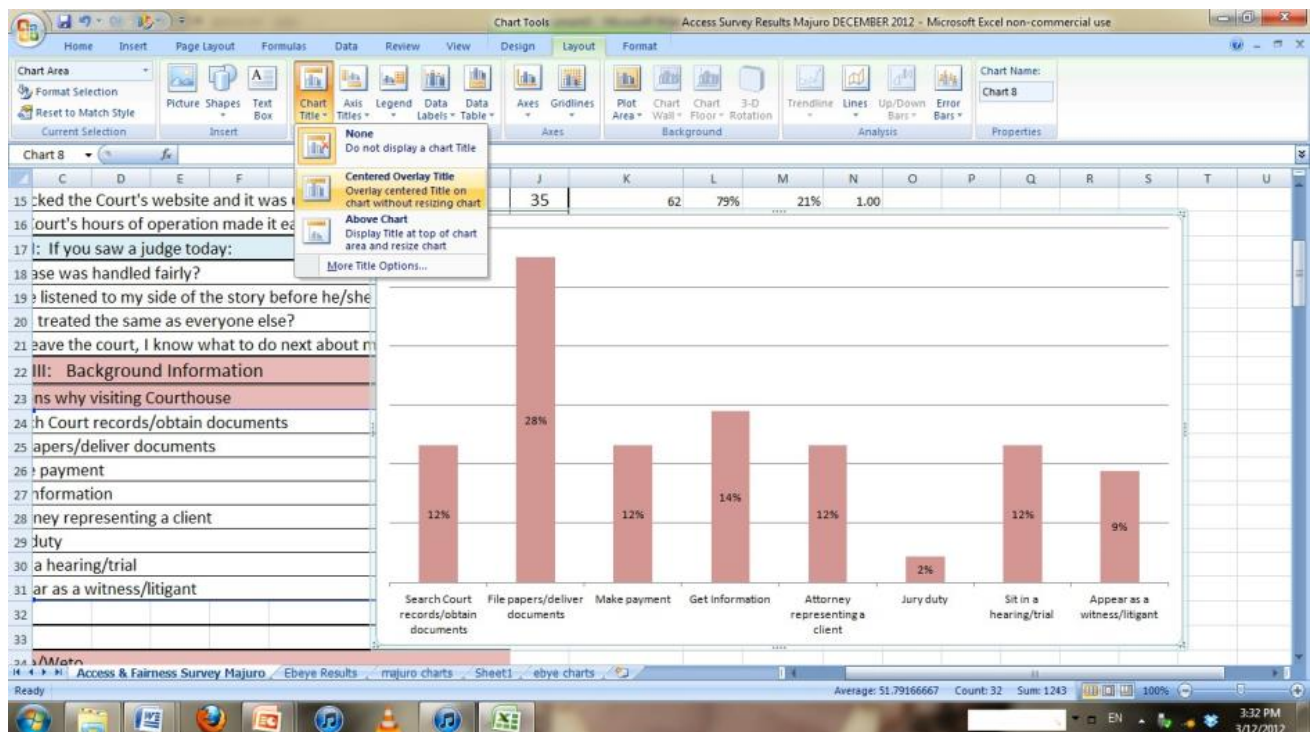 Chart Tools
Access Survey Results Majuro DECEMBER 2012 - Microsoft Excel non-commercial use
Home Insert Page Layout Formulas Data Review View Design Layout Format
Chart Area
Format Selection
Reset to Match Style
Current Selection
Picture Shapes Text Box
Insert
Chart Title Axis Titles Legend Data Labels Data Table
Axes Gridlines
Axes
Plot Area Chart Wall Chart Floor 3-D Rotation
Background
Trendline Lines Up/Down Bars Error Bars
Analysis
Chart Name:
Chart 8
Properties
None
Do not display a chart Title
Centered Overlay Title
Overlay centered Title on
chart without resizing chart
Above Chart
Display Title at top of chart
area and resize chart
More Title Options...
Chart 8 fx
C D E F J K L M N O P Q R S T U
15 cked the Court's website and it was 35 62 79% 21% 1.00
16 Court's hours of operation made it ea
17 I: If you saw a judge today:
18 ase was handled fairly?
19 e listened to my side of the story before he/she
20 treated the same as everyone else?
21 eave the court, I know what to do next about m
22 III: Background Information
23 ns why visiting Courthouse
24 ch Court records/obtain documents
25 apers/deliver documents
26 e payment
27 nformation
28 ney representing a client
29 duty
30 a hearing/trial
31 ar as a witness/litigant
32
33
12% 28% 12% 14% 12% 2% 12% 9%
Search Court records/obtain documents
File papers/deliver documents
Make payment
Get Information
Attorney representing a client
Jury duty
Sit in a hearing/trial
Appear as a witness/litigant
Access & Fairness Survey Majuro Ebeye Results majuro charts Sheet1 ebye charts
Ready Average: 51.79166667 Count: 32 Sum: 1243 100%
EN 3:32 PM
3/12/2012